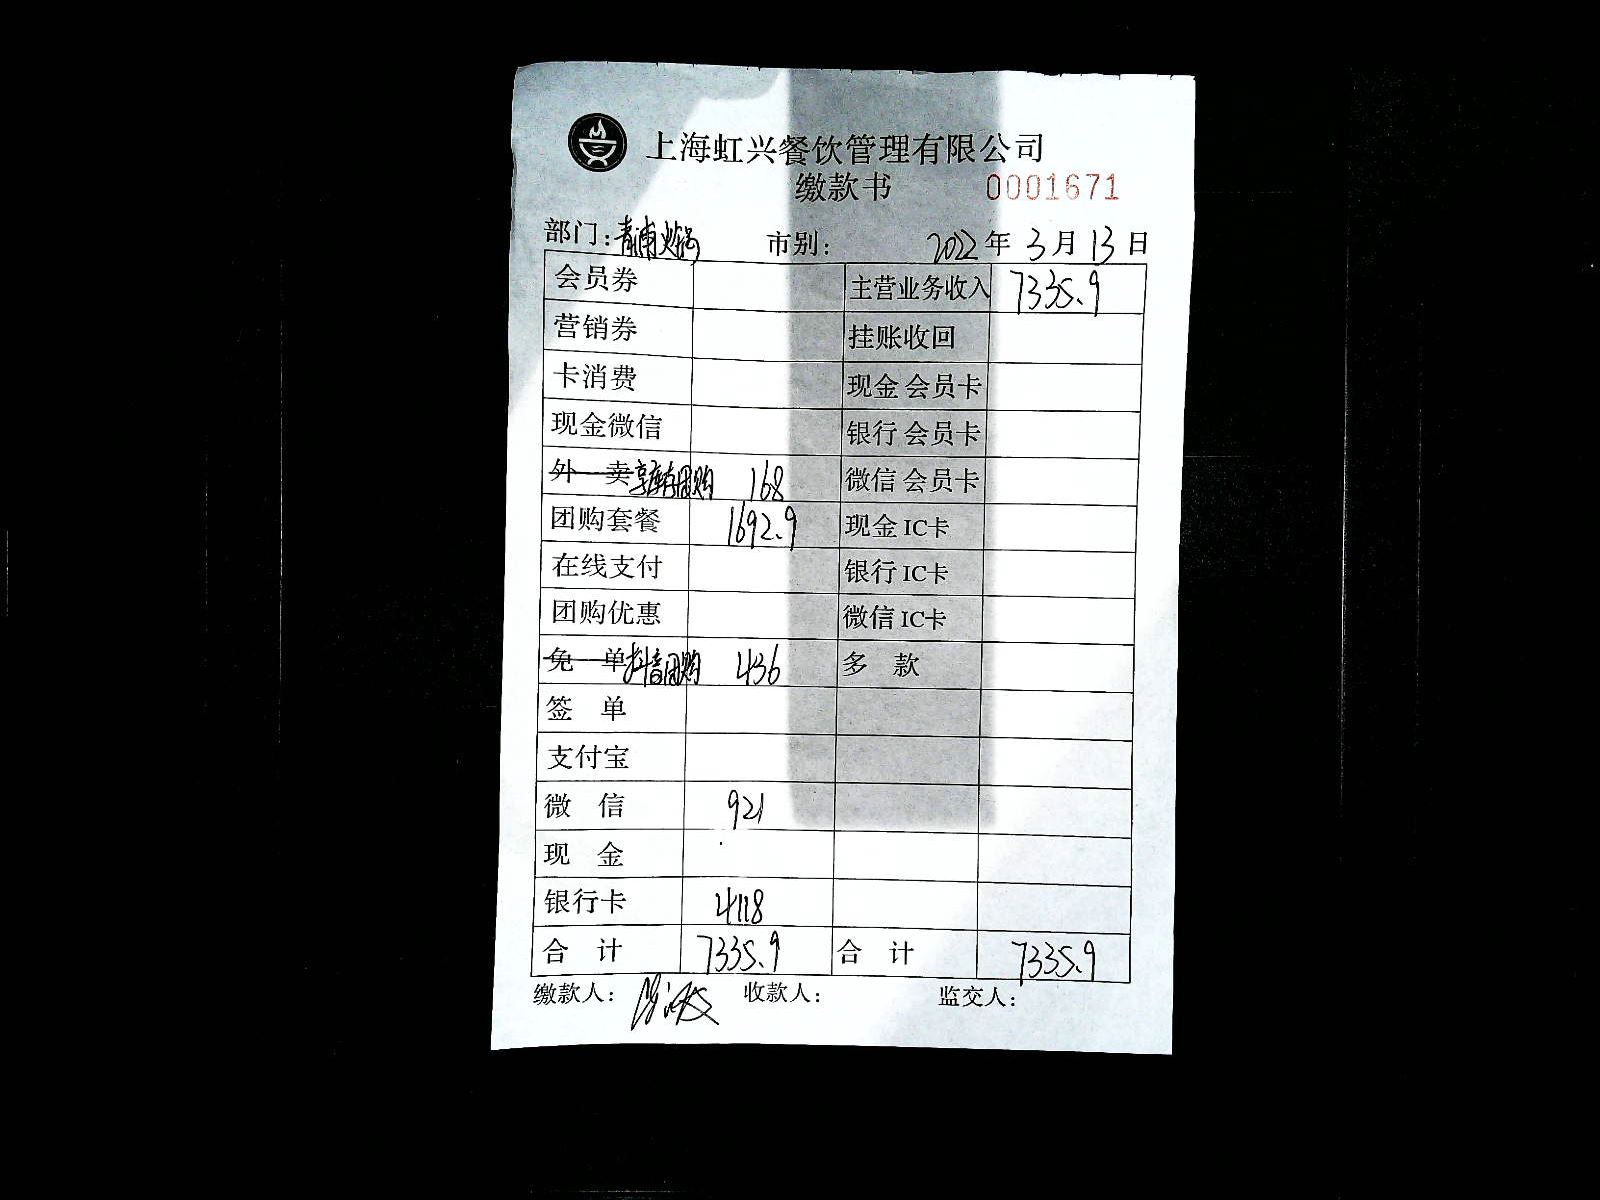 上海虹兴餐饮管理有限公司
缴款书 0001671
部门: 青浦火锅 市别: 2022年3月13日
会员券 主营业务收入 7335.9
营销券 挂账收回
卡消费 现金会员卡
现金微信 银行会员卡
外卖 团购 168 微信会员卡
团购套餐 1692.9 现金IC卡
在线支付 银行IC卡
团购优惠 微信IC卡
免单 抖音团购 436 多款
签单
支付宝
微信 921
现金
银行卡 4118
合计 7335.9 合计 7335.9
缴款人: 收款人: 监交人: